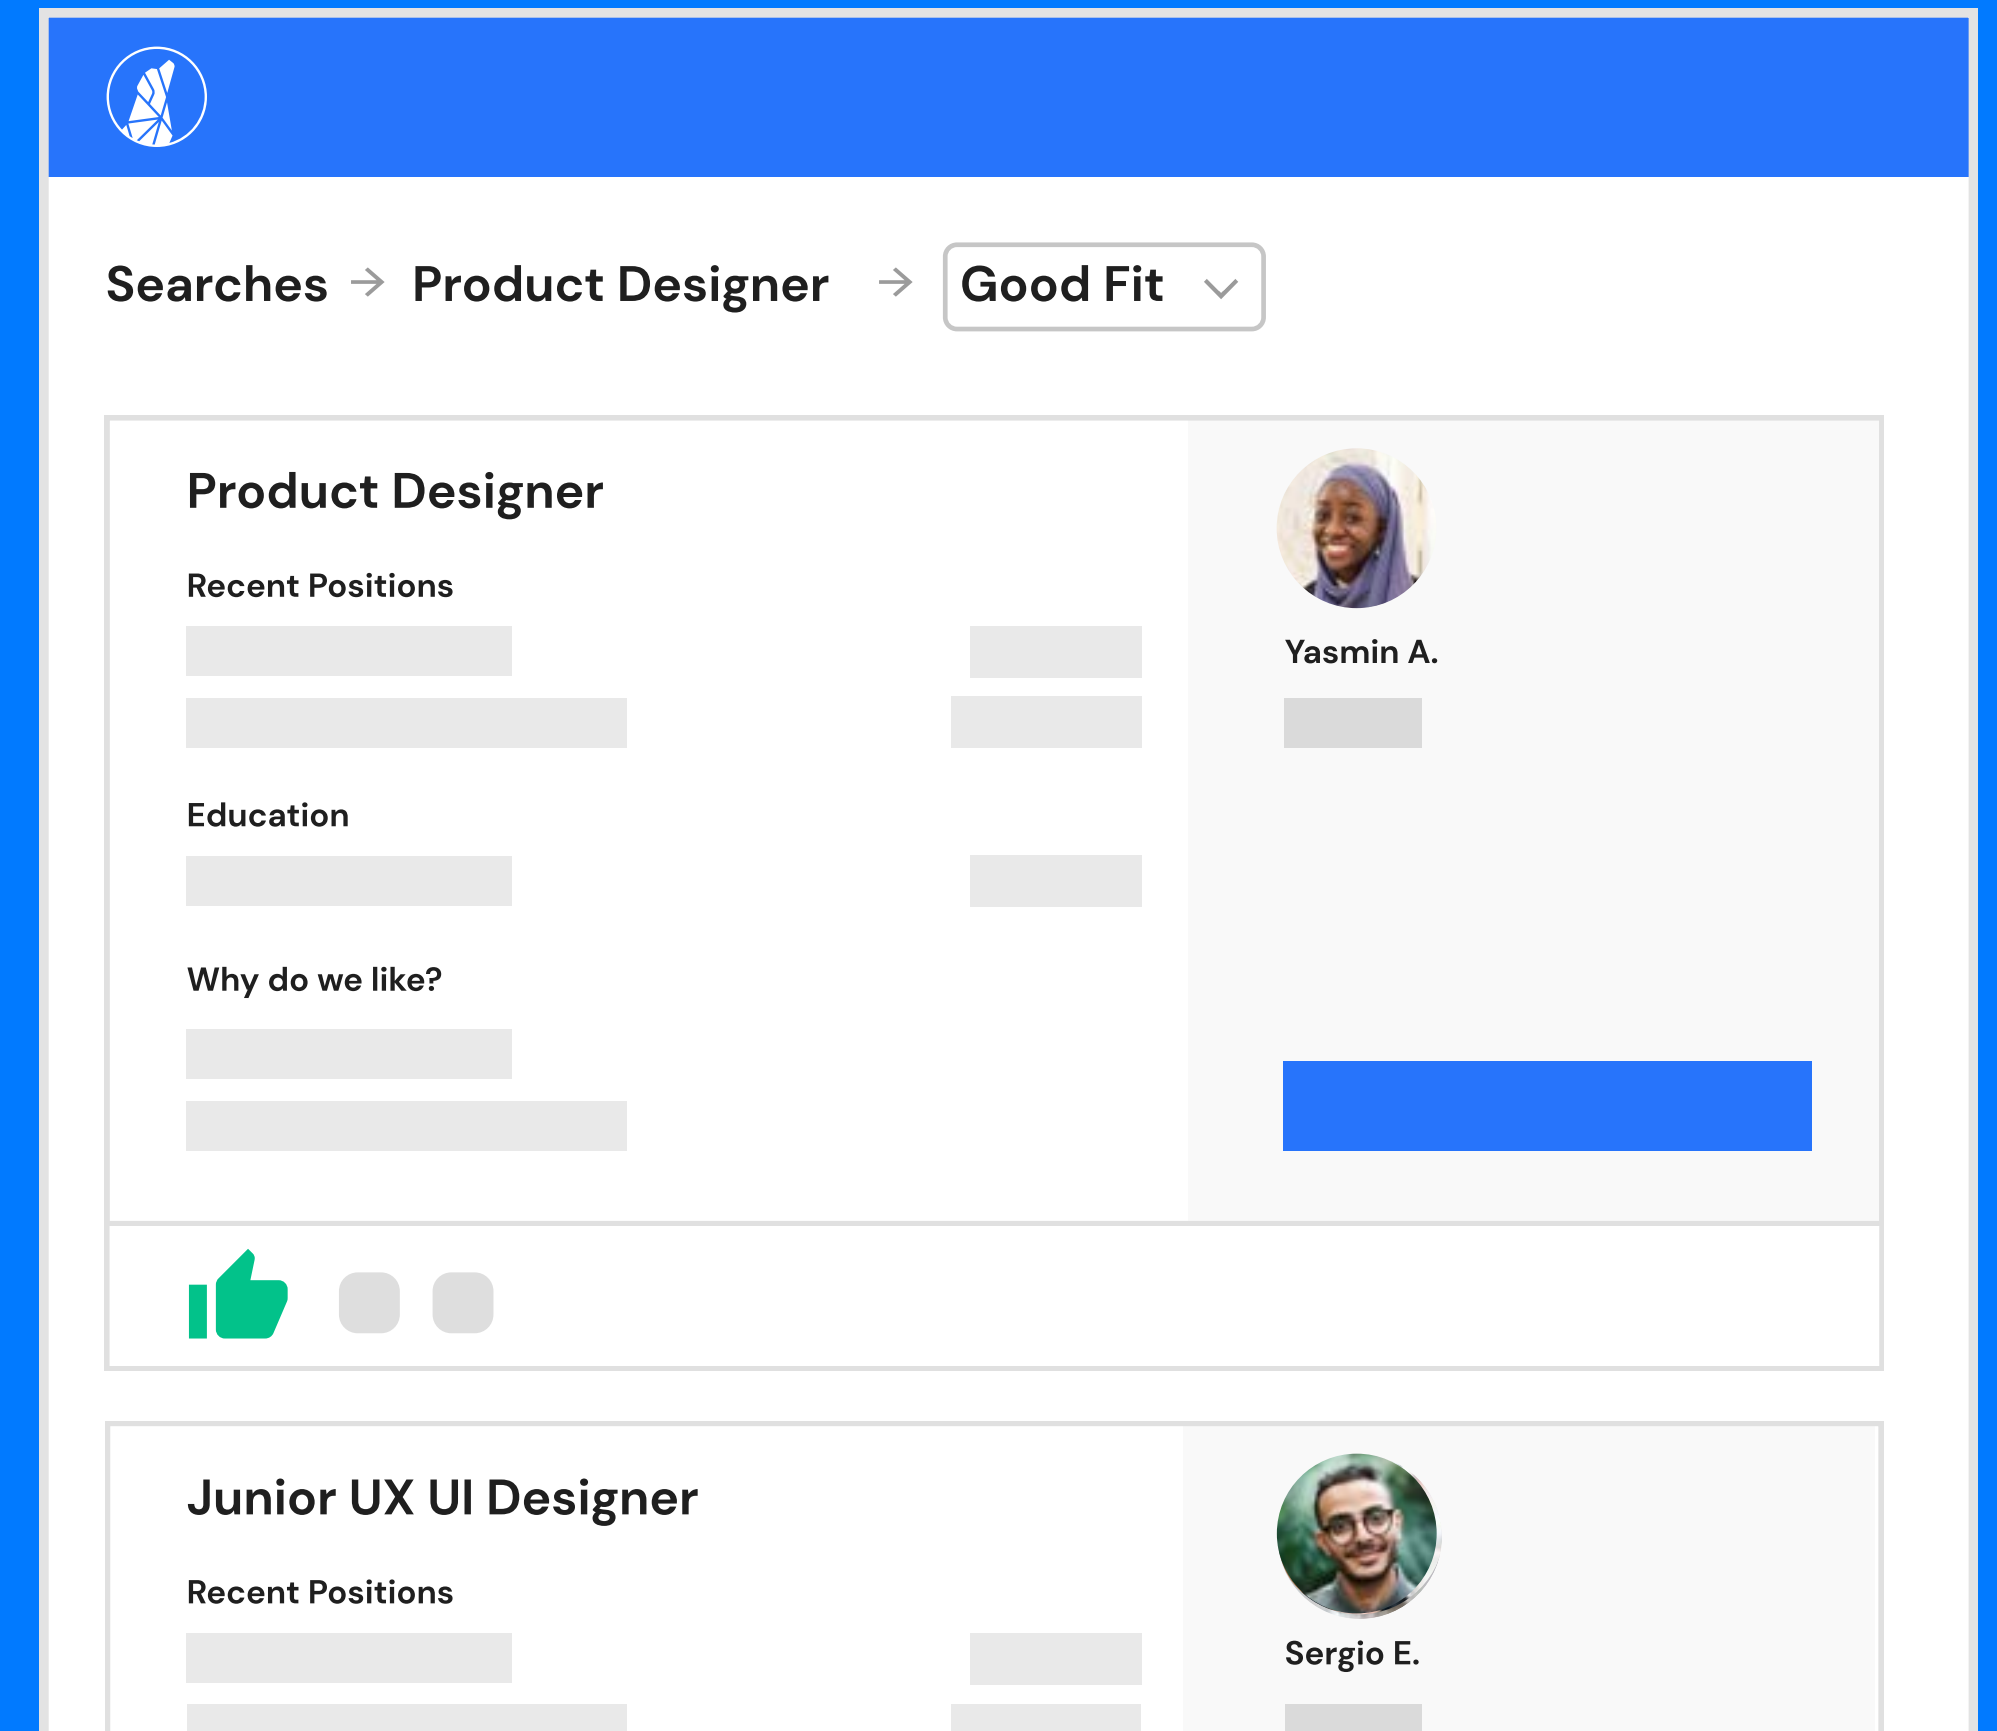 Searches → Product Designer → Good Fit
Product Designer
Recent Positions
Yasmin A.
Education
Why do we like?
Junior UX UI Designer
Recent Positions
Sergio E.